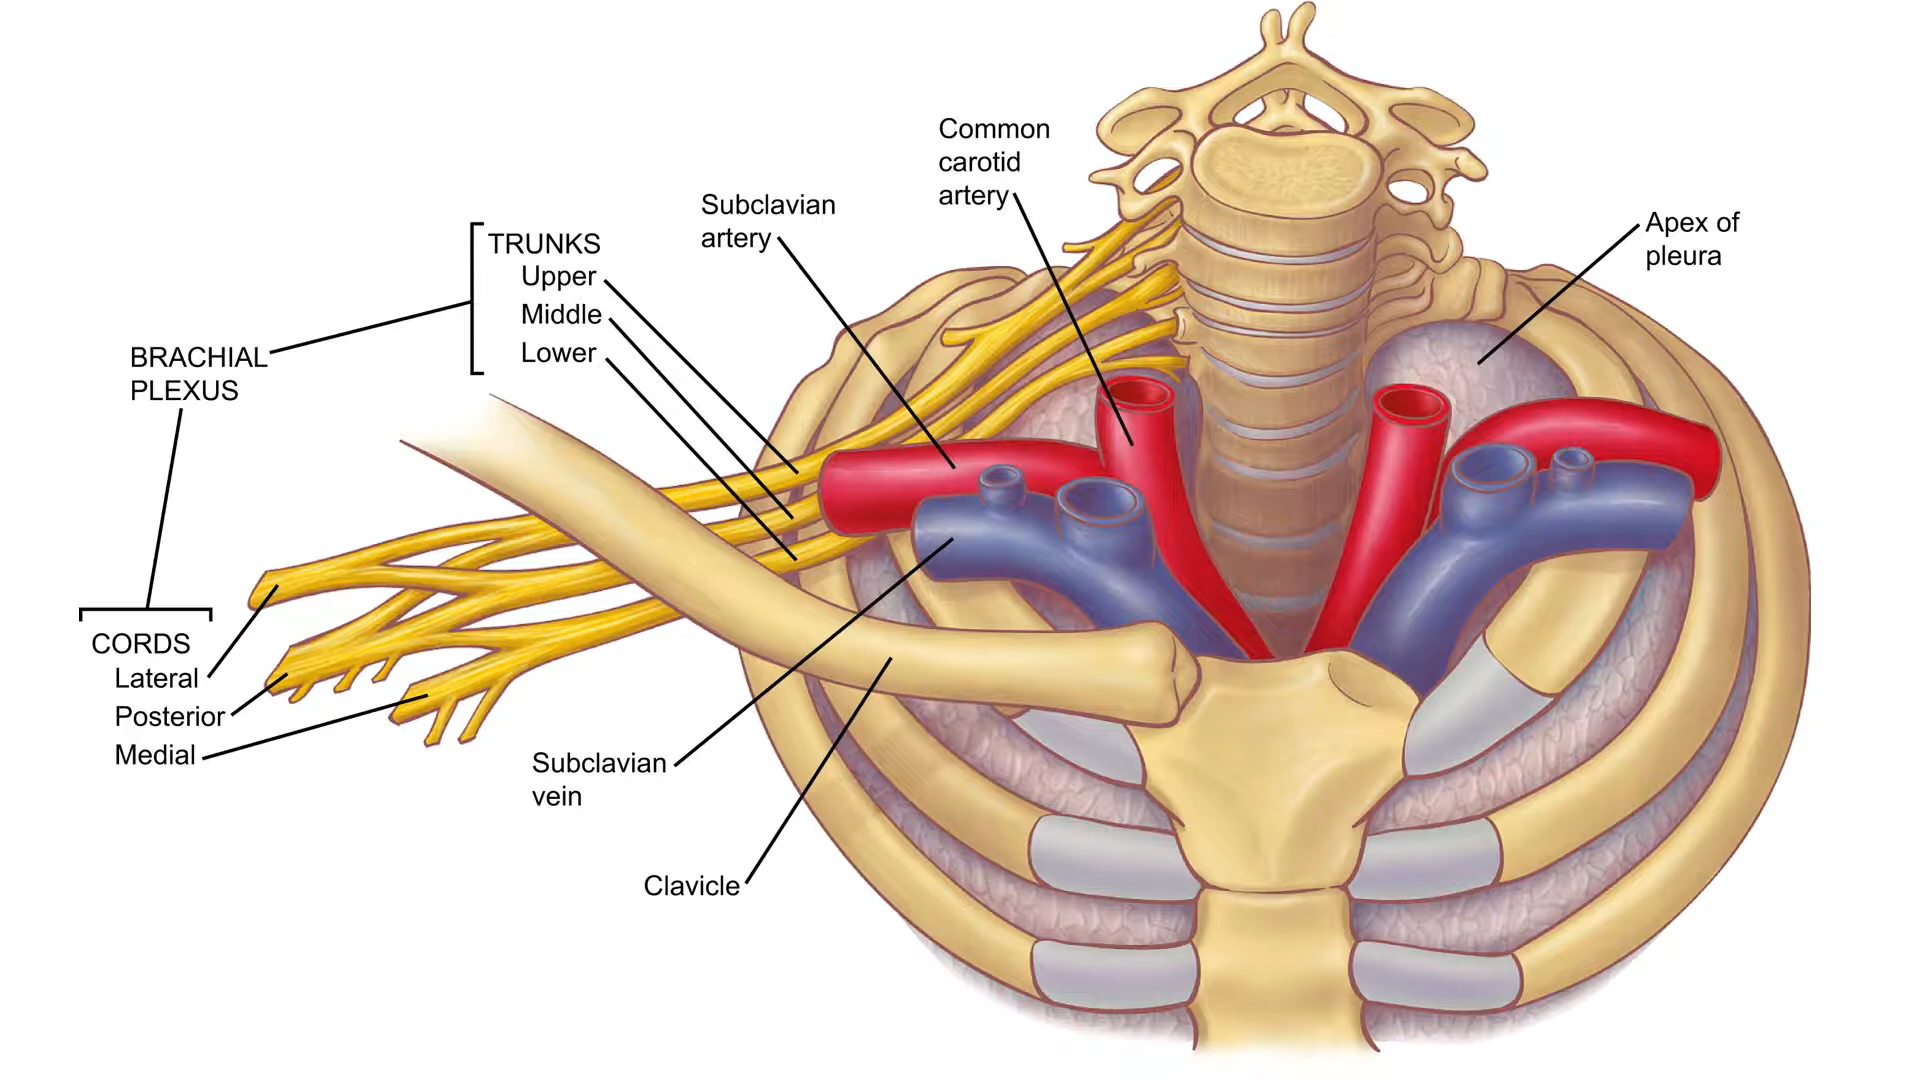 Common
carotid
artery
Subclavian
artery
Apex of
pleura
TRUNKS
Upper
Middle
Lower
BRACHIAL
PLEXUS
CORDS
Lateral
Posterior
Medial
Subclavian
vein
Clavicle